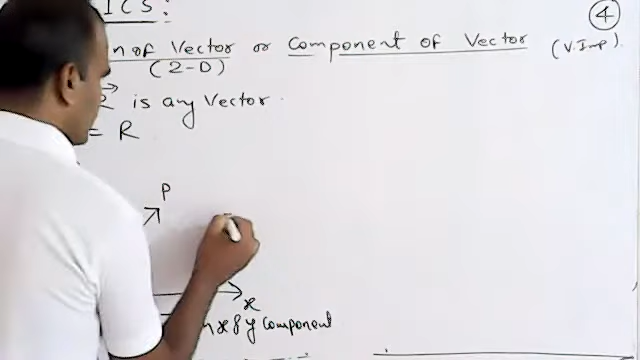 ICS:
4
n of Vector or Component of Vector (V.Imp).
(2-D)
R is any Vector.
= R
P
x
n x & y Component